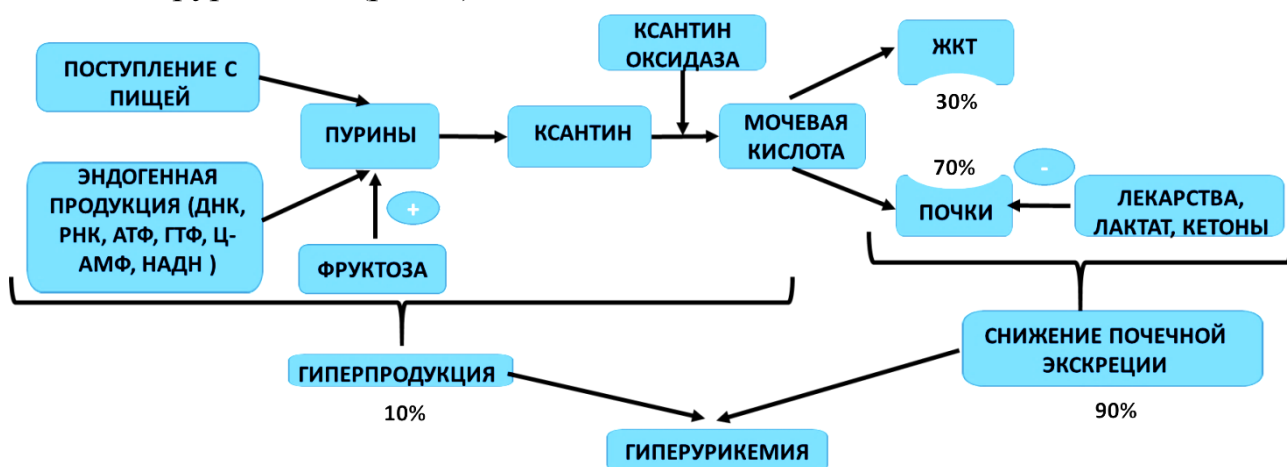 КСАНТИН
ОКСИДАЗА
ЖКТ
30%
ПОСТУПЛЕНИЕ С
ПИЩЕЙ
ПУРИНЫ
КСАНТИН
МОЧЕВАЯ
КИСЛОТА
70%
-
ПОЧКИ
ЛЕКАРСТВА,
ЛАКТАТ, КЕТОНЫ
ЭНДОГЕННАЯ
ПРОДУКЦИЯ (ДНК,
РНК, АТФ, ГТФ, Ц-
АМФ, НАДН )
+
ФРУКТОЗА
ГИПЕРПРОДУКЦИЯ
10%
СНИЖЕНИЕ ПОЧЕЧНОЙ
ЭКСКРЕЦИИ
90%
ГИПЕРУРИКЕМИЯ